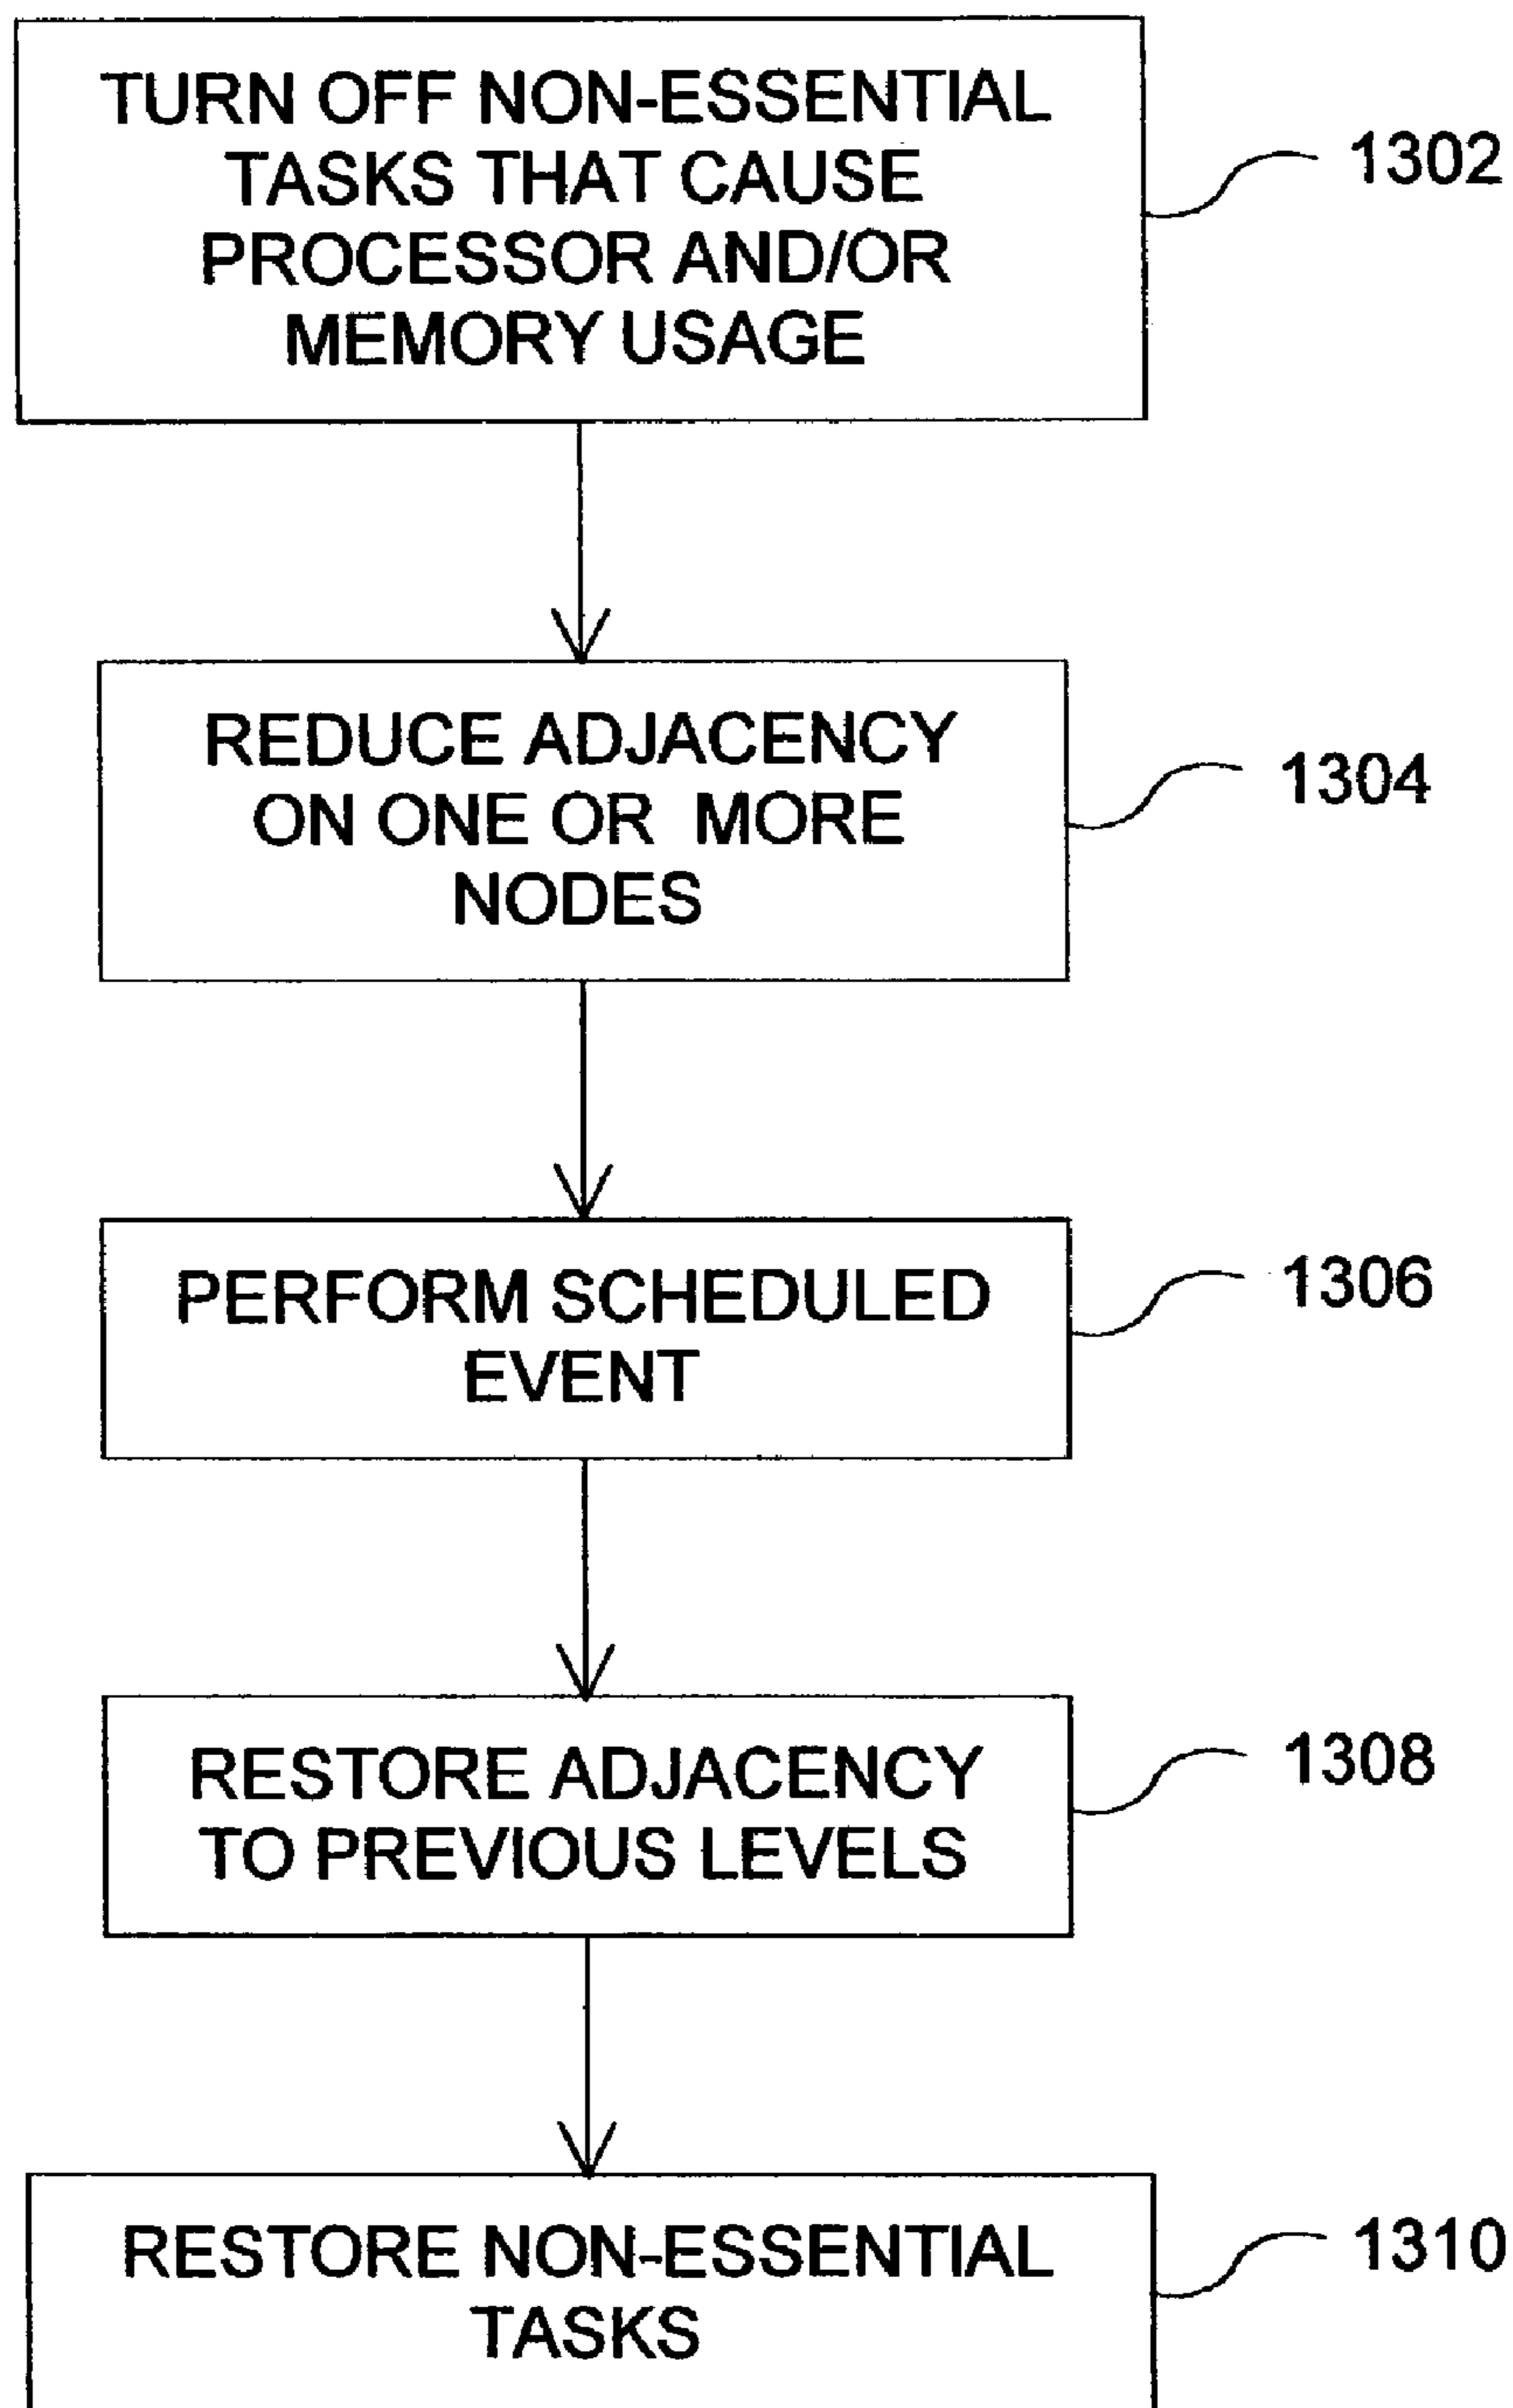 TURN OFF NON-ESSENTIAL
TASKS THAT CAUSE
PROCESSOR AND/OR
MEMORY USAGE
1302
REDUCE ADJACENCY
ON ONE OR MORE
NODES
1304
PERFORM SCHEDULED
EVENT
1306
RESTORE ADJACENCY
TO PREVIOUS LEVELS
1308
RESTORE NON-ESSENTIAL
TASKS
1310